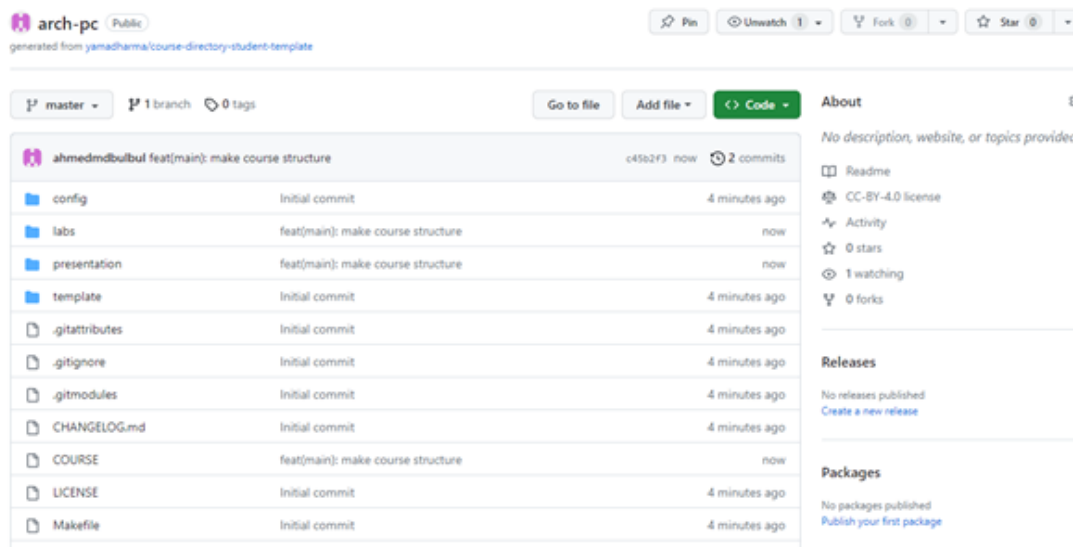 arch-pc Public
Pin Unwatch 1 Fork 0 Star 0
generated from yamadharma/course-directory-student-template
master 1 branch 0 tags
Go to file Add file Code
ahmedmdbulbul feat(main): make course structure c45b2f3 now 2 commits
config Initial commit 4 minutes ago
labs feat(main): make course structure now
presentation feat(main): make course structure now
template Initial commit 4 minutes ago
.gitattributes Initial commit 4 minutes ago
.gitignore Initial commit 4 minutes ago
.gitmodules Initial commit 4 minutes ago
CHANGELOG.md Initial commit 4 minutes ago
COURSE feat(main): make course structure now
LICENSE Initial commit 4 minutes ago
Makefile Initial commit 4 minutes ago
About
No description, website, or topics provided
Readme
CC-BY-4.0 license
Activity
0 stars
1 watching
0 forks
Releases
No releases published
Create a new release
Packages
No packages published
Publish your first package